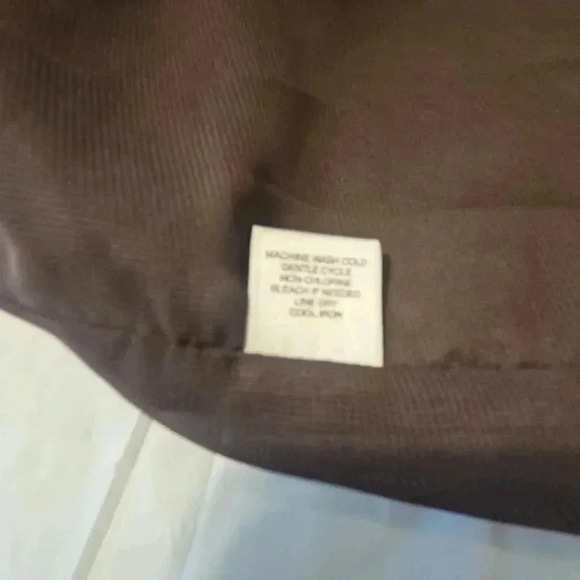 MACHINE WASH COLD
GENTLE CYCLE
NON-CHLORINE
BLEACH IF NEEDED
LINE DRY
COOL IRON